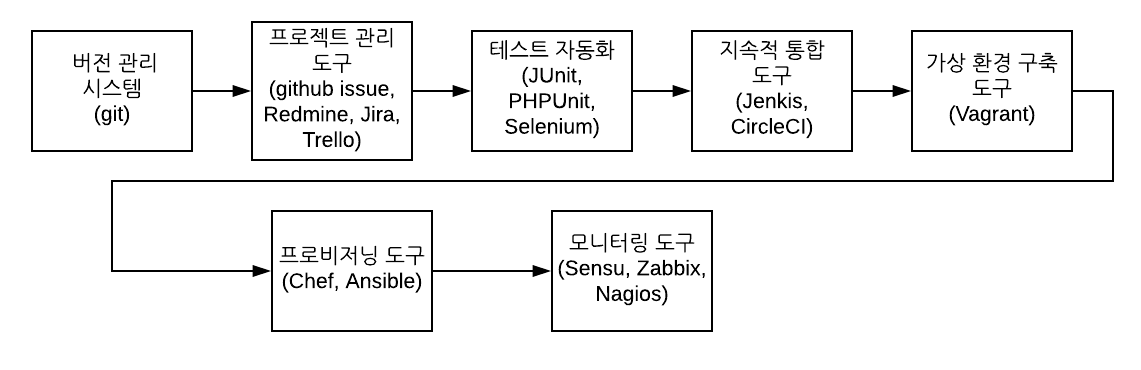 버전 관리
시스템
(git)
프로젝트 관리
도구
(github issue,
Redmine, Jira,
Trello)
테스트 자동화
(JUnit,
PHPUnit,
Selenium)
지속적 통합
도구
(Jenkis,
CircleCI)
가상 환경 구축
도구
(Vagrant)
프로비저닝 도구
(Chef, Ansible)
모니터링 도구
(Sensu, Zabbix,
Nagios)